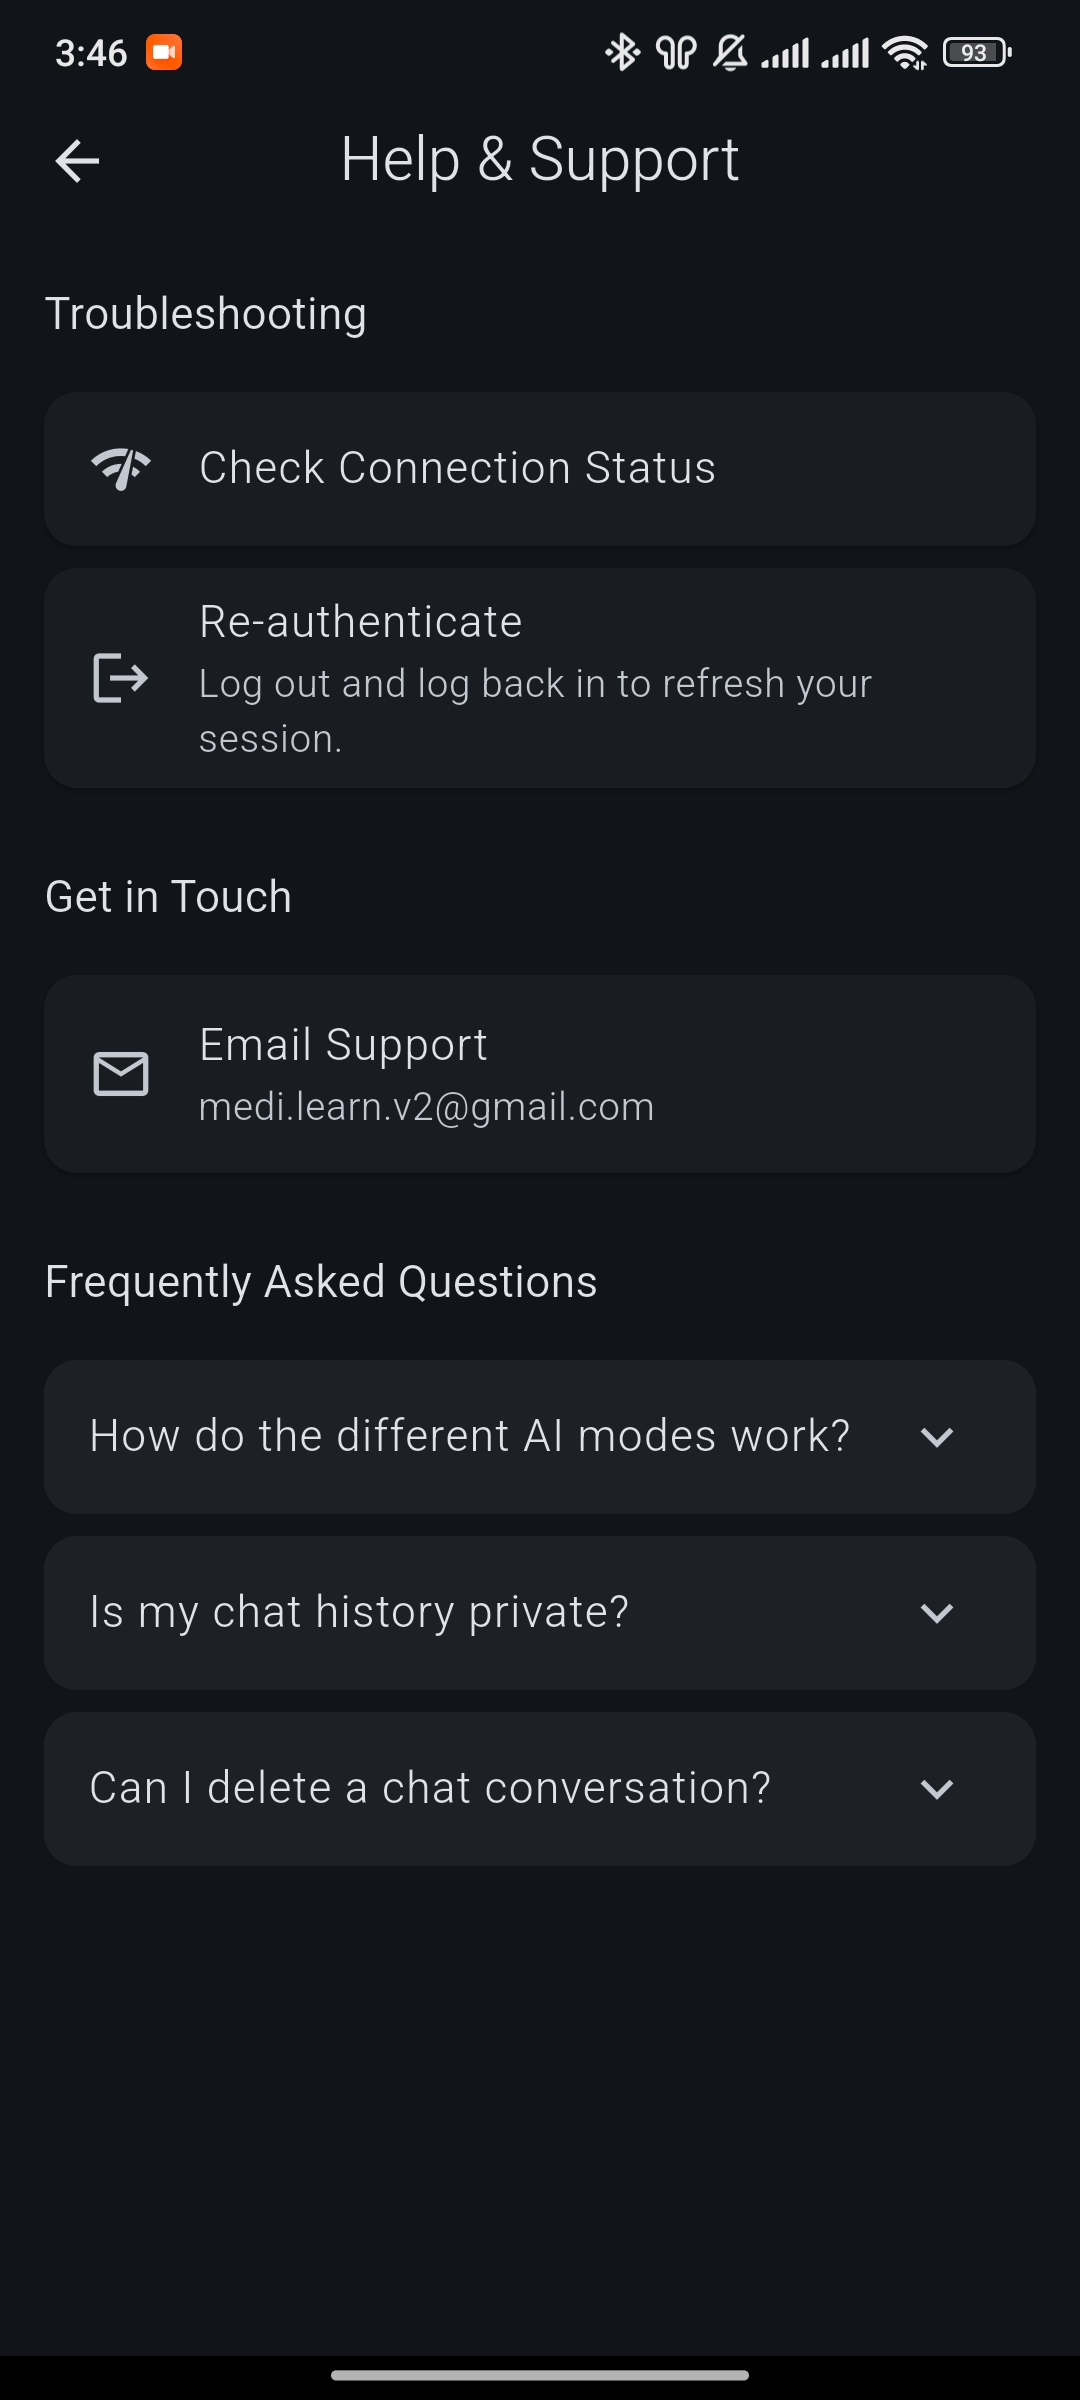 3:46
93
Help & Support
Troubleshooting
Check Connection Status
Re-authenticate
Log out and log back in to refresh your
session.
Get in Touch
Email Support
medi.learn.v2@gmail.com
Frequently Asked Questions
How do the different AI modes work?
Is my chat history private?
Can I delete a chat conversation?